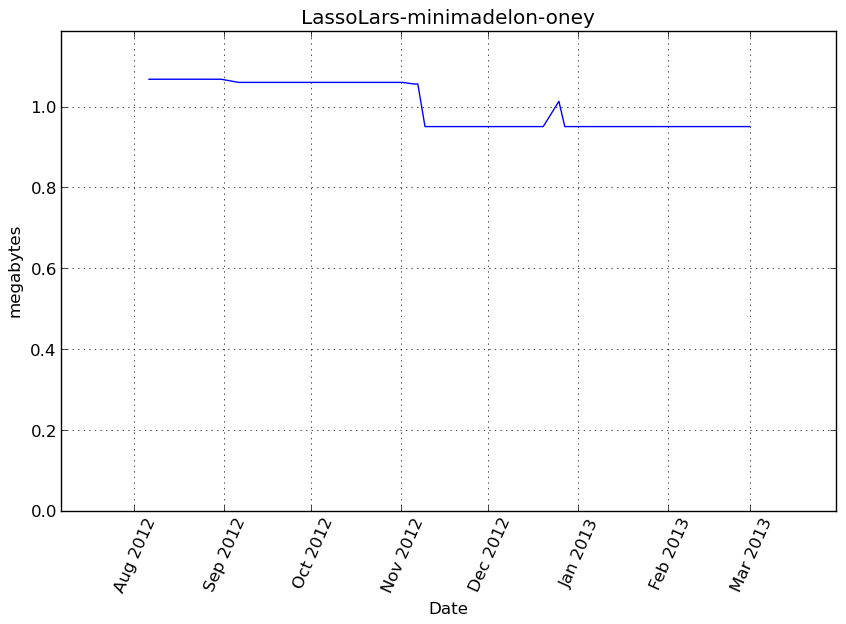 LassoLars-minimadelon-oney
1.0
0.8
0.6
0.4
0.2
0.0
megabytes
Aug 2012
Sep 2012
Oct 2012
Nov 2012
Dec 2012
Jan 2013
Feb 2013
Mar 2013
Date